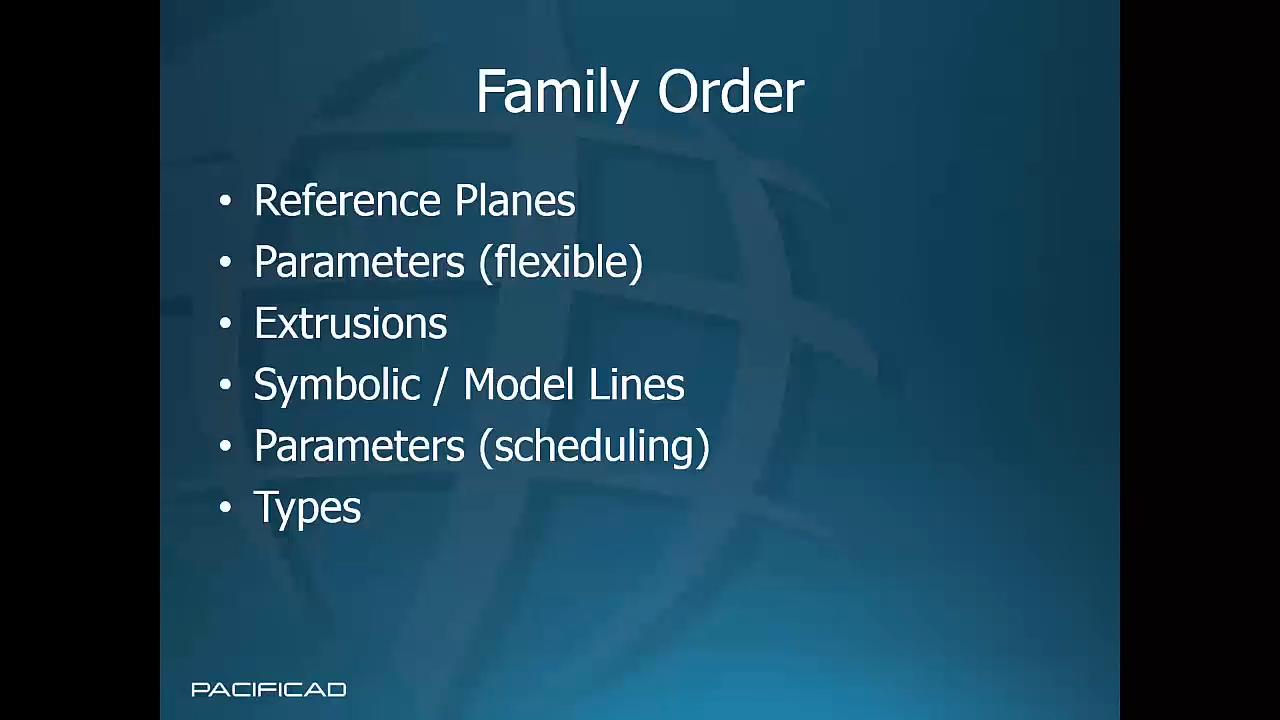 Family Order
• Reference Planes
• Parameters (flexible)
• Extrusions
• Symbolic / Model Lines
• Parameters (scheduling)
• Types
PACIFICAD